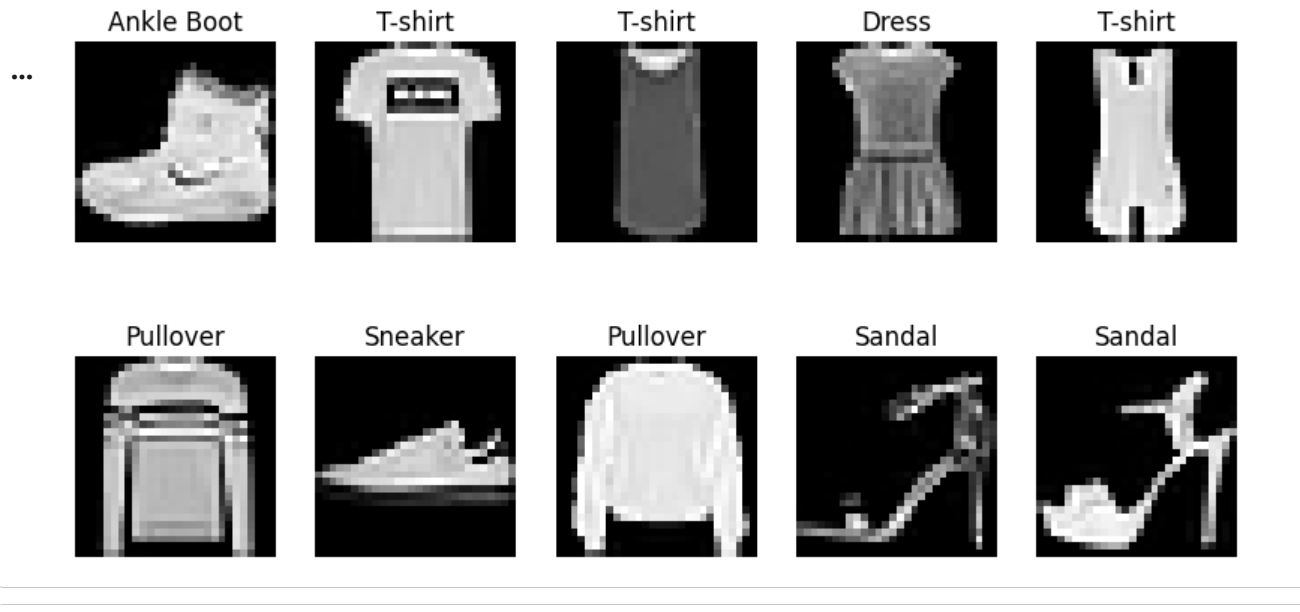 Ankle Boot T-shirt T-shirt Dress T-shirt
...
Pullover Sneaker Pullover Sandal Sandal